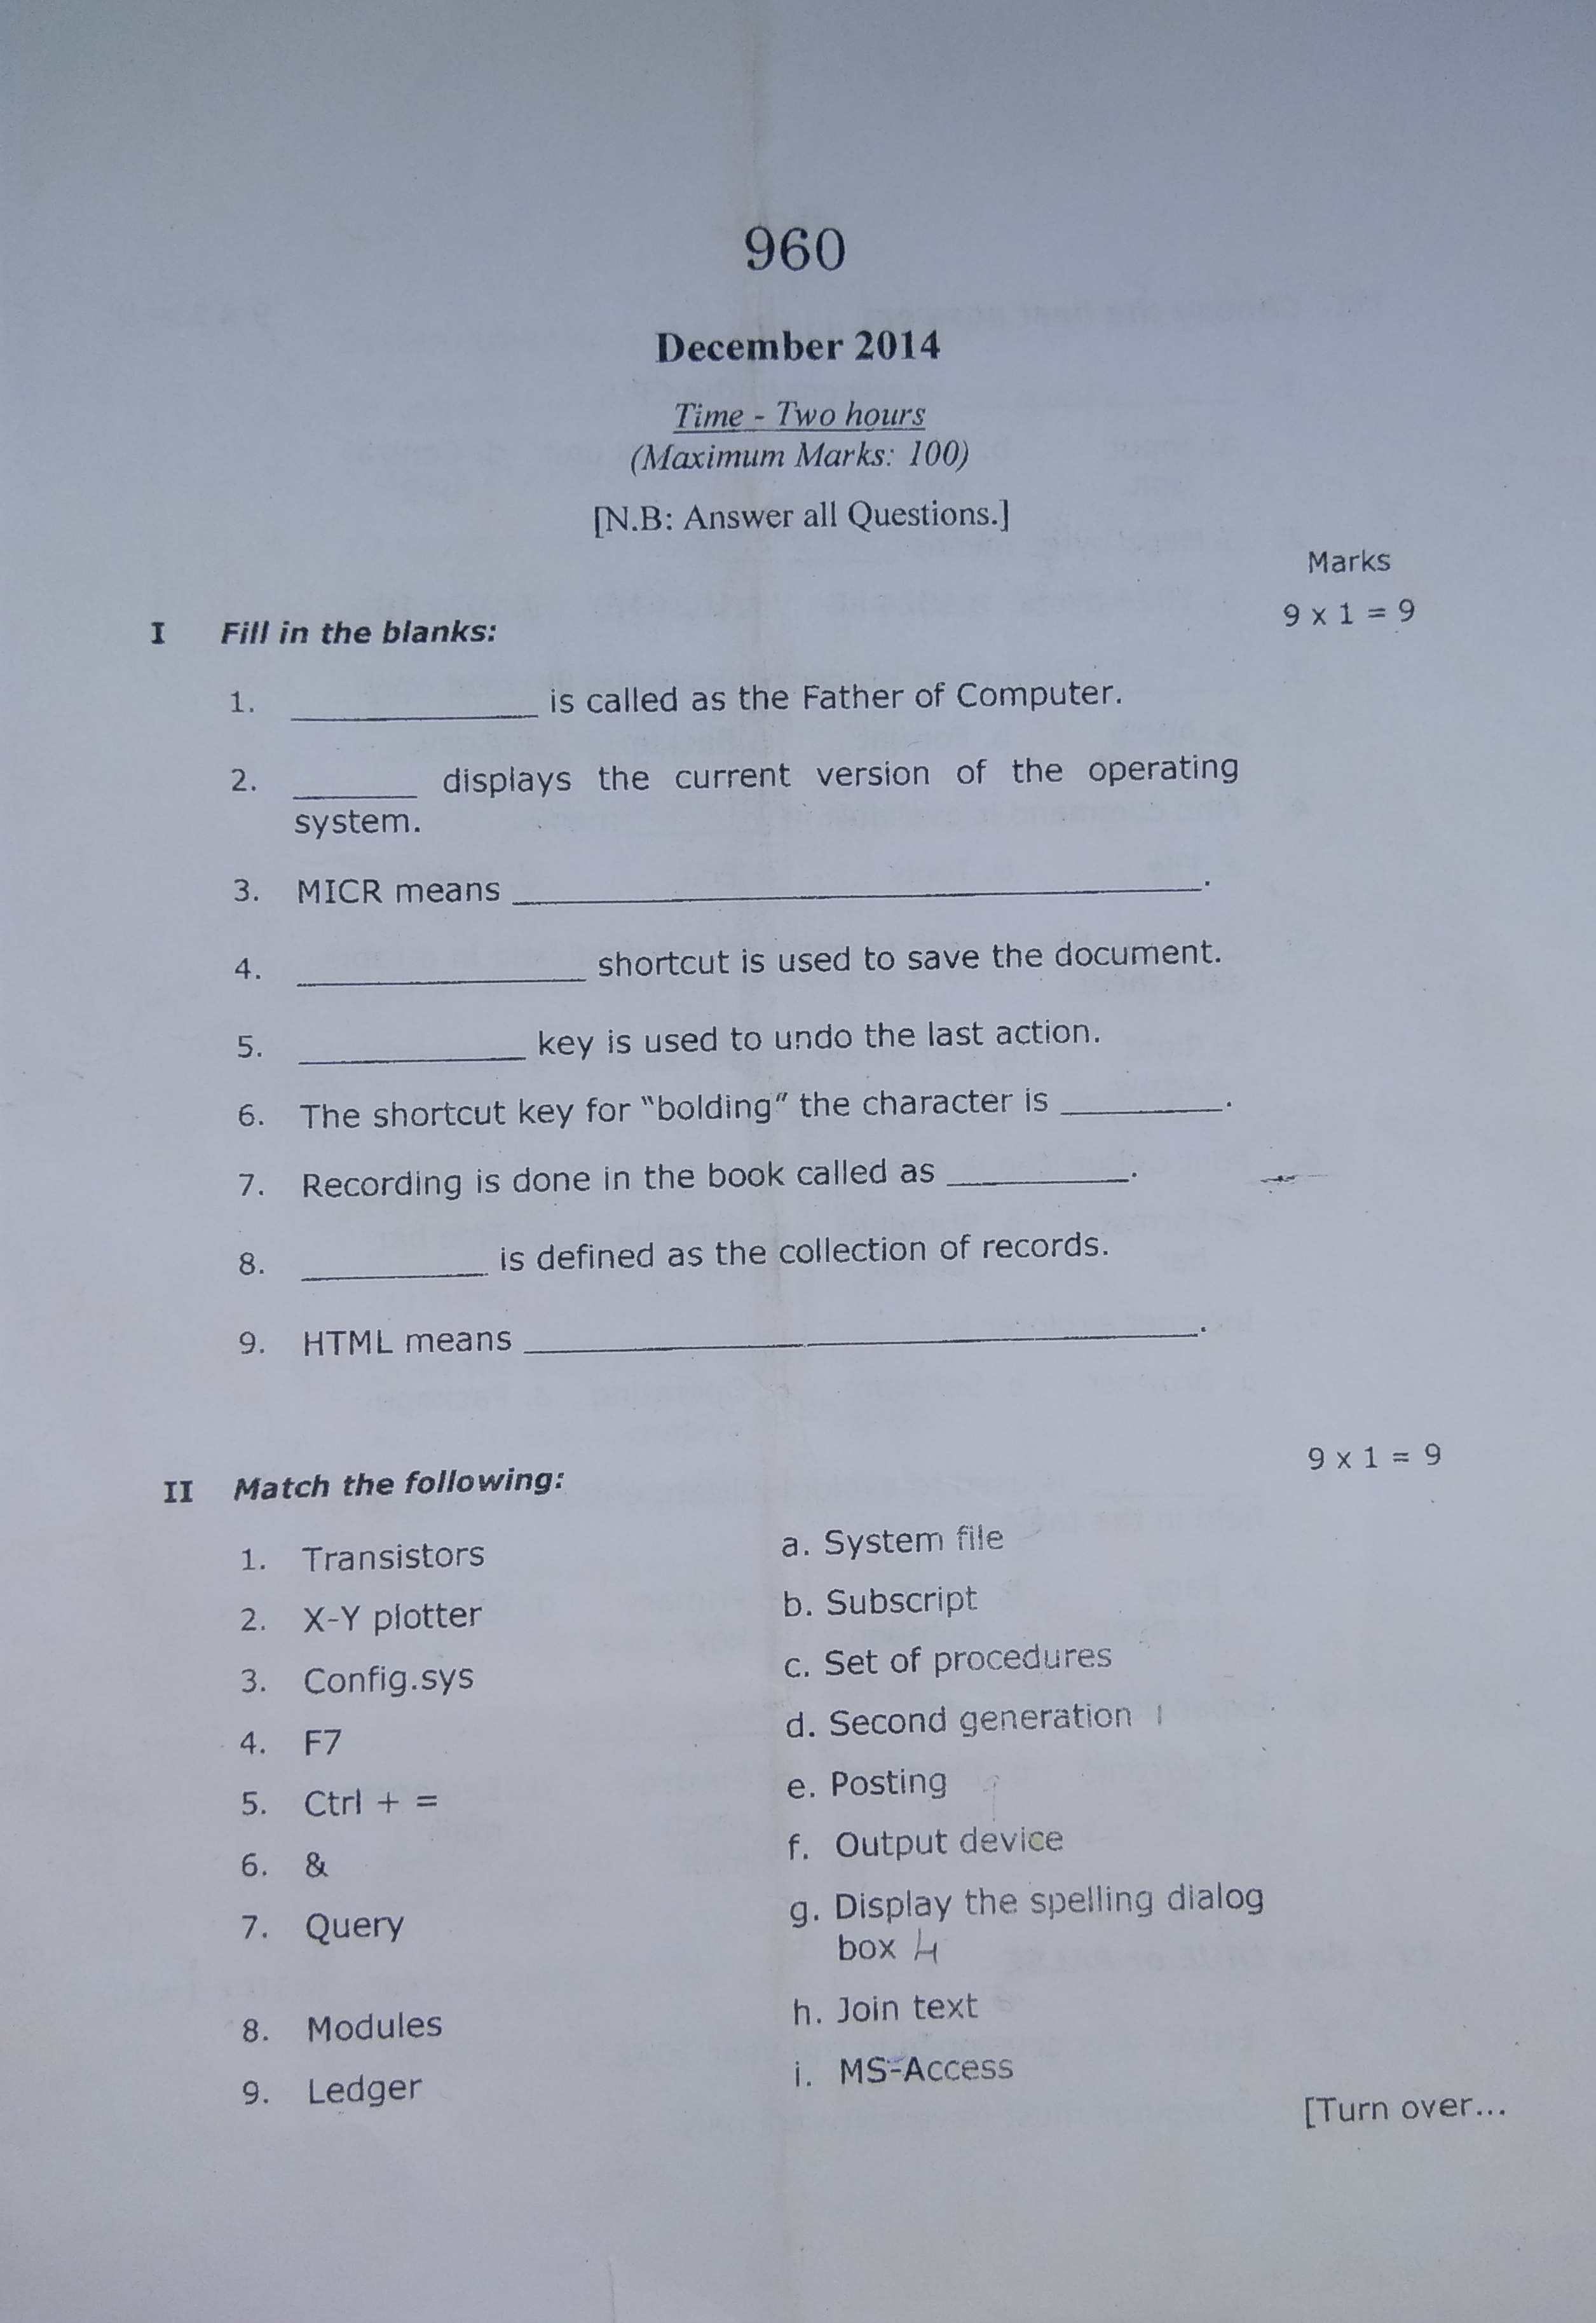 960
December 2014
Time - Two hours
(Maximum Marks: 100)
[N.B: Answer all Questions.]
Marks
I Fill in the blanks: 9 x 1 = 9
1. ____________ is called as the Father of Computer.
2. ______ displays the current version of the operating
system.
3. MICR means ______________________________.
4. ______________ shortcut is used to save the document.
5. ___________ key is used to undo the last action.
6. The shortcut key for “bolding” the character is ________.
7. Recording is done in the book called as _________.
8. _________ is defined as the collection of records.
9. HTML means ______________________________.
II Match the following: 9 x 1 = 9
1. Transistors a. System file
2. X-Y plotter b. Subscript
3. Config.sys c. Set of procedures
4. F7 d. Second generation 1
5. Ctrl + = e. Posting 9
6. & f. Output device
7. Query g. Display the spelling dialog
box 4
8. Modules h. Join text
9. Ledger i. MS-Access
[Turn over...